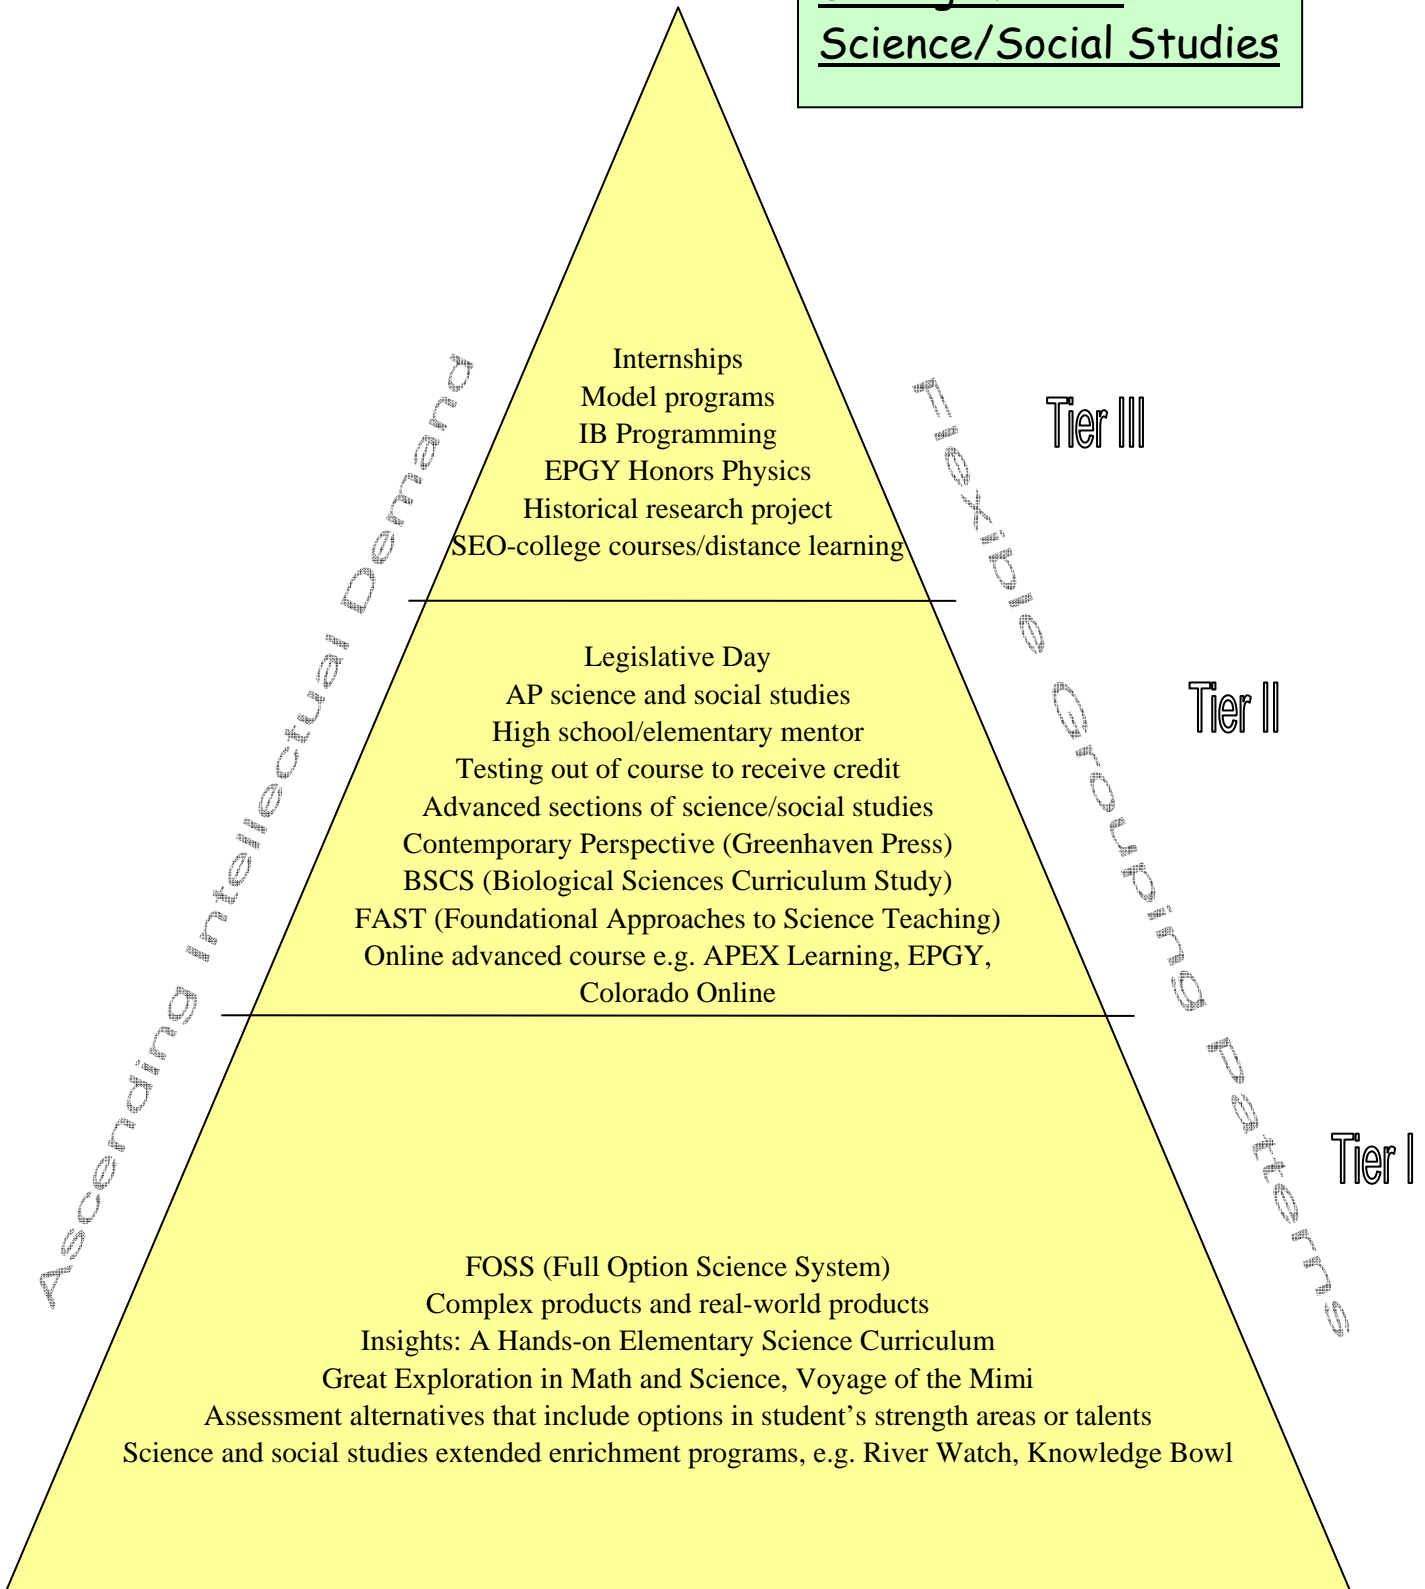 Science/Social Studies
Internships
Model programs
IB Programming
EPGY Honors Physics
Historical research project
SEO-college courses/distance learning
Tier III
Ascending Intellectual Demand
Flexible Grouping Patterns
Legislative Day
AP science and social studies
High school/elementary mentor
Testing out of course to receive credit
Advanced sections of science/social studies
Contemporary Perspective (Greenhaven Press)
BSCS (Biological Sciences Curriculum Study)
FAST (Foundational Approaches to Science Teaching)
Online advanced course e.g. APEX Learning, EPGY,
Colorado Online
Tier II
Tier I
FOSS (Full Option Science System)
Complex products and real-world products
Insights: A Hands-on Elementary Science Curriculum
Great Exploration in Math and Science, Voyage of the Mimi
Assessment alternatives that include options in student’s strength areas or talents
Science and social studies extended enrichment programs, e.g. River Watch, Knowledge Bowl